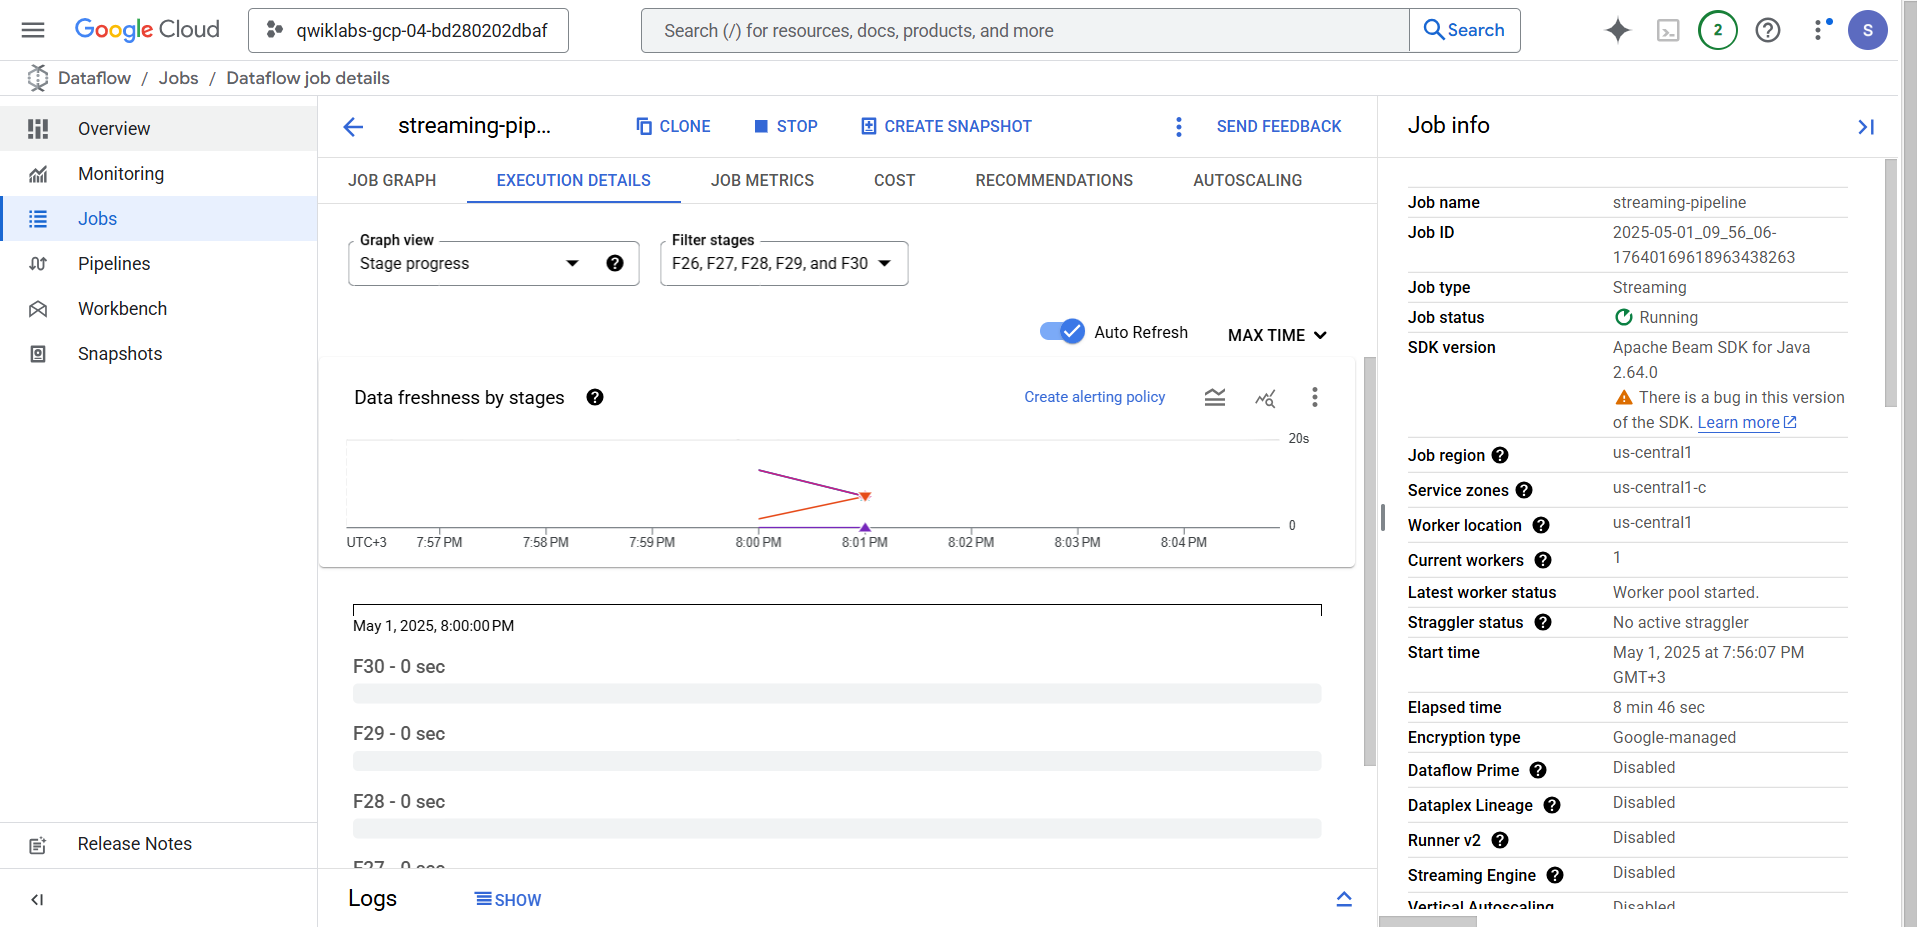 Google Cloud
qwiklabs-gcp-04-bd280202dbaf
Search (/) for resources, docs, products, and more
Search
2
S
Dataflow / Jobs / Dataflow job details
Overview
Monitoring
Jobs
Pipelines
Workbench
Snapshots
Release Notes
streaming-pip...
CLONE
STOP
CREATE SNAPSHOT
SEND FEEDBACK
JOB GRAPH
EXECUTION DETAILS
JOB METRICS
COST
RECOMMENDATIONS
AUTOSCALING
Graph view
Stage progress
Filter stages
F26, F27, F28, F29, and F30
Auto Refresh
MAX TIME
Data freshness by stages
Create alerting policy
20s
0
UTC+3 7:57 PM 7:58 PM 7:59 PM 8:00 PM 8:01 PM 8:02 PM 8:03 PM 8:04 PM
May 1, 2025, 8:00:00 PM
F30 - 0 sec
F29 - 0 sec
F28 - 0 sec
F27 - 0 sec
Logs
SHOW
Job info
Job name streaming-pipeline
Job ID 2025-05-01_09_56_06-
17640169618963438263
Job type Streaming
Job status Running
SDK version Apache Beam SDK for Java
2.64.0
There is a bug in this version
of the SDK. Learn more
Job region us-central1
Service zones us-central1-c
Worker location us-central1
Current workers 1
Latest worker status Worker pool started.
Straggler status No active straggler
Start time May 1, 2025 at 7:56:07 PM
GMT+3
Elapsed time 8 min 46 sec
Encryption type Google-managed
Dataflow Prime Disabled
Dataplex Lineage Disabled
Runner v2 Disabled
Streaming Engine Disabled
Vertical Autoscaling Disabled